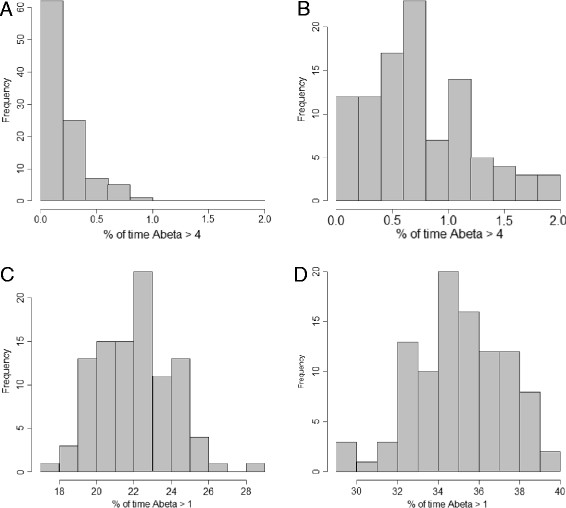 A
Frequency
0 10 20 30 40 50 60
0.0 0.5 1.0 1.5 2.0
% of time Abeta > 4
B
Frequency
0 5 10 15 20
0.0 0.5 1.0 1.5 2.0
% of time Abeta > 4
C
Frequency
0 5 10 15 20
18 20 22 24 26 28
% of time Abeta > 1
D
Frequency
0 5 10 15 20
30 32 34 36 38 40
% of time Abeta > 1